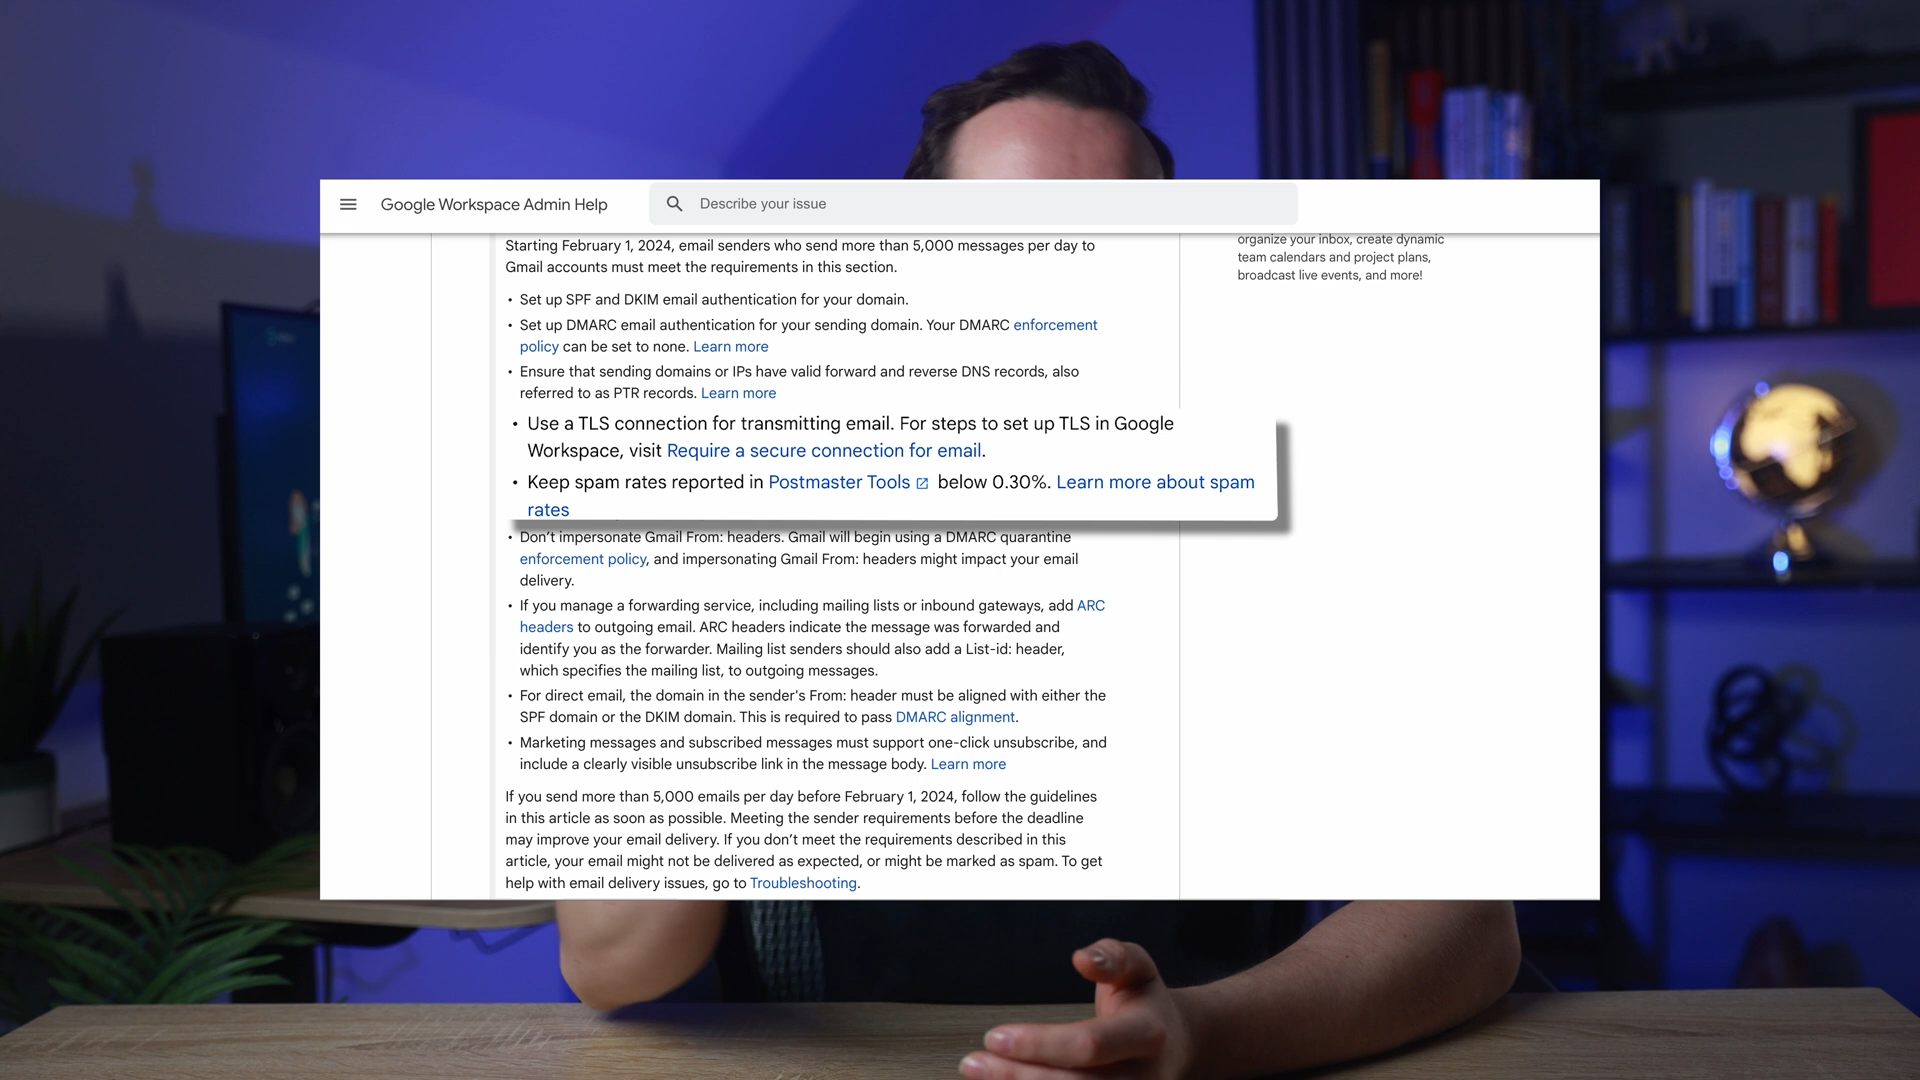 Google Workspace Admin Help
Describe your issue
Starting February 1, 2024, email senders who send more than 5,000 messages per day to
Gmail accounts must meet the requirements in this section.
• Set up SPF and DKIM email authentication for your domain.
• Set up DMARC email authentication for your sending domain. Your DMARC enforcement
policy can be set to none. Learn more
• Ensure that sending domains or IPs have valid forward and reverse DNS records, also
referred to as PTR records. Learn more
• Use a TLS connection for transmitting email. For steps to set up TLS in Google
Workspace, visit Require a secure connection for email.
• Keep spam rates reported in Postmaster Tools below 0.30%. Learn more about spam
rates
• Don’t impersonate Gmail From: headers. Gmail will begin using a DMARC quarantine
enforcement policy, and impersonating Gmail From: headers might impact your email
delivery.
• If you manage a forwarding service, including mailing lists or inbound gateways, add ARC
headers to outgoing email. ARC headers indicate the message was forwarded and
identify you as the forwarder. Mailing list senders should also add a List-id: header,
which specifies the mailing list, to outgoing messages.
• For direct email, the domain in the sender's From: header must be aligned with either the
SPF domain or the DKIM domain. This is required to pass DMARC alignment.
• Marketing messages and subscribed messages must support one-click unsubscribe, and
include a clearly visible unsubscribe link in the message body. Learn more
If you send more than 5,000 emails per day before February 1, 2024, follow the guidelines
in this article as soon as possible. Meeting the sender requirements before the deadline
may improve your email delivery. If you don’t meet the requirements described in this
article, your email might not be delivered as expected, or might be marked as spam. To get
help with email delivery issues, go to Troubleshooting.
organize your inbox, create dynamic
team calendars and project plans,
broadcast live events, and more!